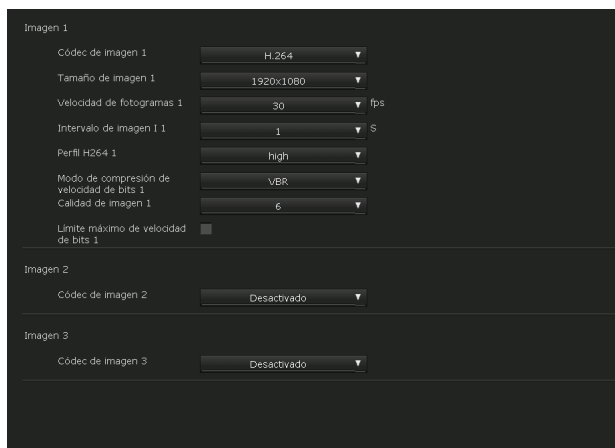 Imagen 1
Códec de imagen 1 H.264
Tamaño de imagen 1 1920x1080
Velocidad de fotogramas 1 30 fps
Intervalo de imagen I 1 1 S
Perfil H264 1 high
Modo de compresión de
velocidad de bits 1 VBR
Calidad de imagen 1 6
Límite máximo de velocidad
de bits 1
Imagen 2
Códec de imagen 2 Desactivado
Imagen 3
Códec de imagen 3 Desactivado